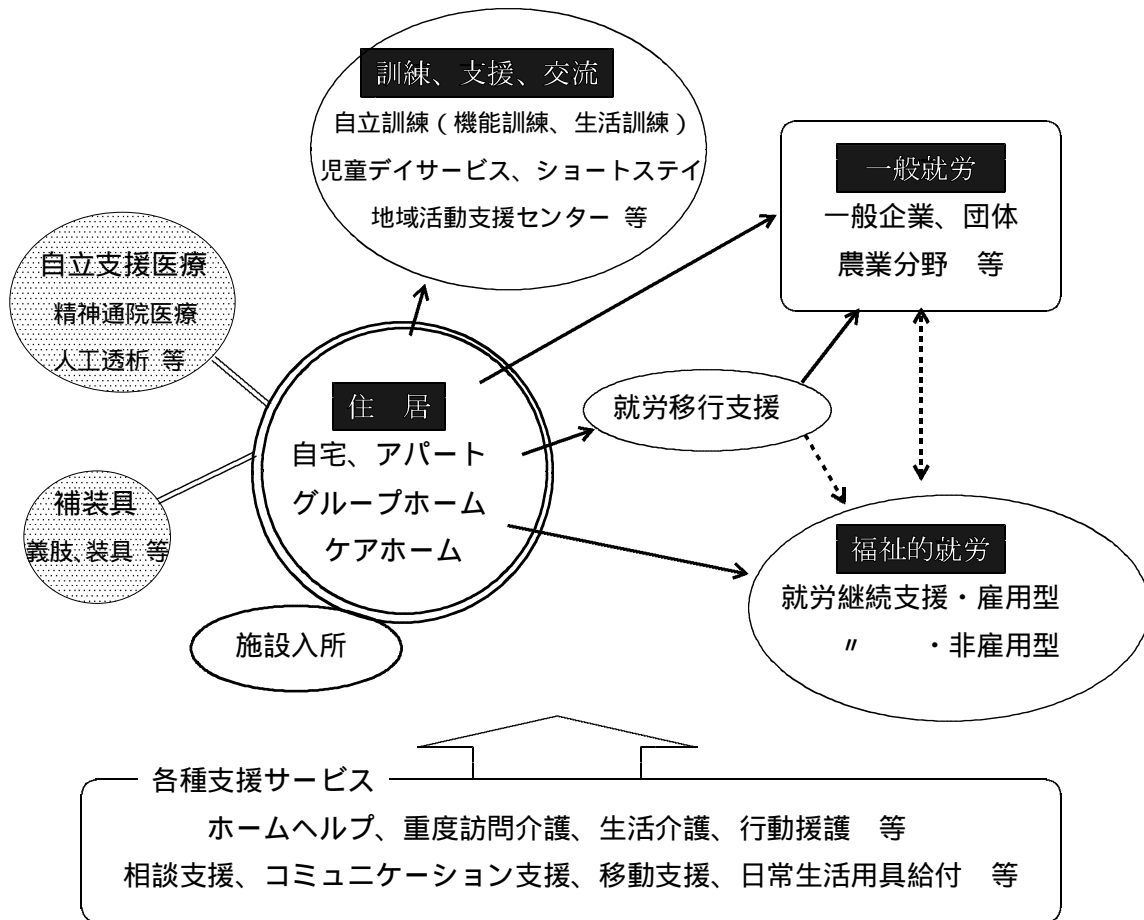 訓練、支援、交流
自立訓練(機能訓練、生活訓練)
児童デイサービス、ショートステイ
地域活動支援センター 等
一般就労
一般企業、団体
農業分野 等
自立支援医療
精神通院医療
人工透析 等
住 居
自宅、アパート
グループホーム
ケアホーム
就労移行支援
補装具
義肢、装具 等
福祉的就労
就労継続支援・雇用型
〃 ・非雇用型
施設入所
各種支援サービス
ホームヘルプ、重度訪問介護、生活介護、行動援護 等
相談支援、コミュニケーション支援、移動支援、日常生活用具給付 等